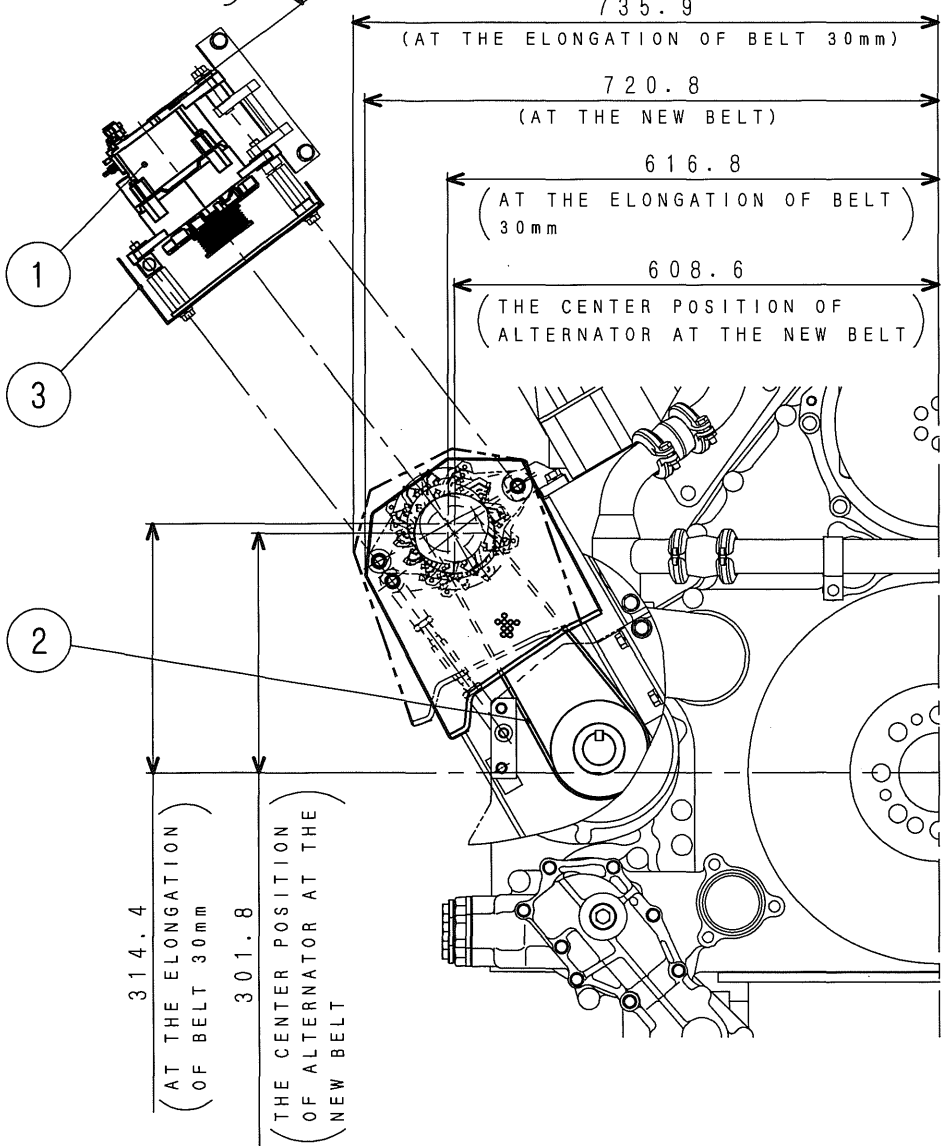 735.9
(AT THE ELONGATION OF BELT 30mm)
720.8
(AT THE NEW BELT)
616.8
(AT THE ELONGATION OF BELT
30mm)
608.6
(THE CENTER POSITION OF
ALTERNATOR AT THE NEW BELT)
1
3
2
314.4
(AT THE ELONGATION
OF BELT 30mm)
301.8
(THE CENTER POSITION
OF ALTERNATOR AT THE
NEW BELT)